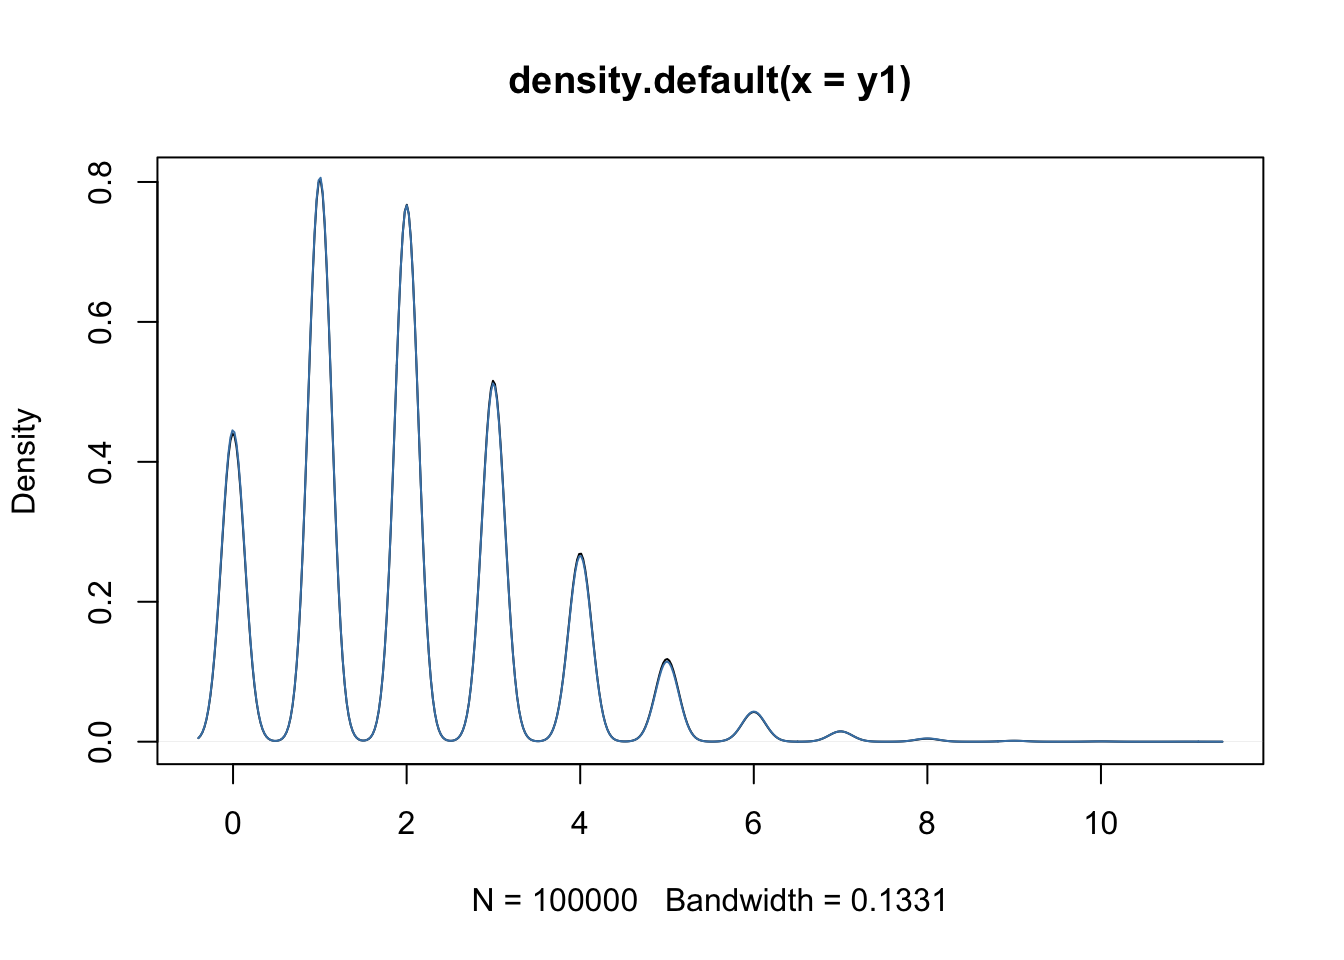 density.default(x = y1)
Density
0.8
0.6
0.4
0.2
0.0
0 2 4 6 8 10
N = 100000 Bandwidth = 0.1331